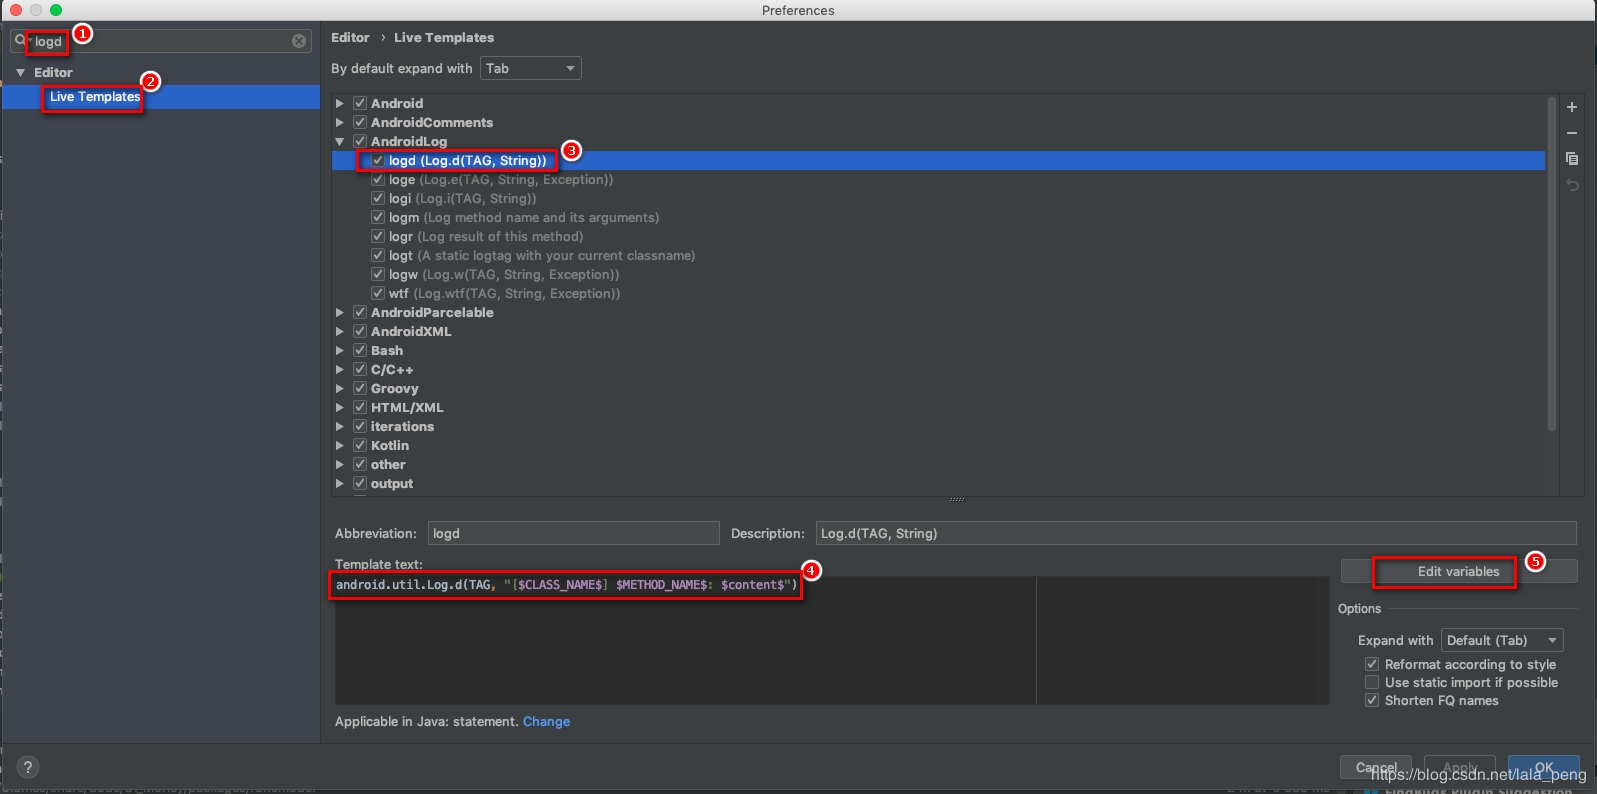 Preferences
logd
1
Editor
2
Live Templates
Editor › Live Templates
By default expand with Tab
Android
AndroidComments
AndroidLog
logd (Log.d(TAG, String))
3
loge (Log.e(TAG, String, Exception))
logi (Log.i(TAG, String))
logm (Log method name and its arguments)
logr (Log result of this method)
logt (A static logtag with your current classname)
logw (Log.w(TAG, String, Exception))
wtf (Log.wtf(TAG, String, Exception))
AndroidParcelable
AndroidXML
Bash
C/C++
Groovy
HTML/XML
iterations
Kotlin
other
output
Abbreviation: logd Description: Log.d(TAG, String)
Template text:
4
android.util.Log.d(TAG, "[$CLASS_NAME$] $METHOD_NAME$: $content$")
Edit variables
5
Options
Expand with Default (Tab)
Reformat according to style
Use static import if possible
Shorten FQ names
Applicable in Java: statement. Change
?
Cancel Apply OK
https://blog.csdn.net/lala_peng